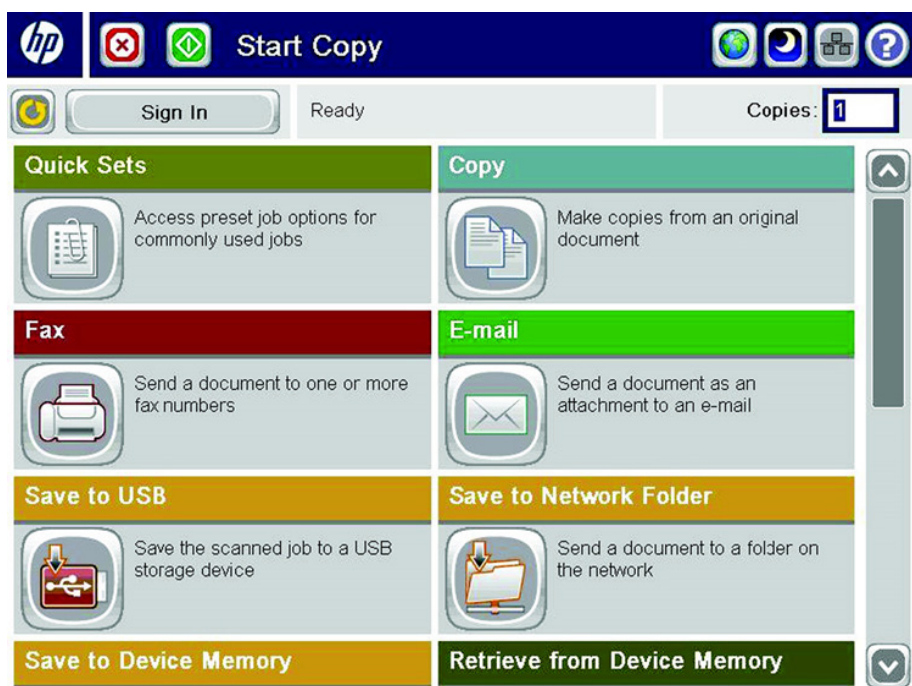 hp
Start Copy
?
Sign In
Ready
Copies: 1
Quick Sets
Copy
Access preset job options for
commonly used jobs
Make copies from an original
document
Fax
E-mail
Send a document to one or more
fax numbers
Send a document as an
attachment to an e-mail
Save to USB
Save to Network Folder
Save the scanned job to a USB
storage device
Send a document to a folder on
the network
Save to Device Memory
Retrieve from Device Memory